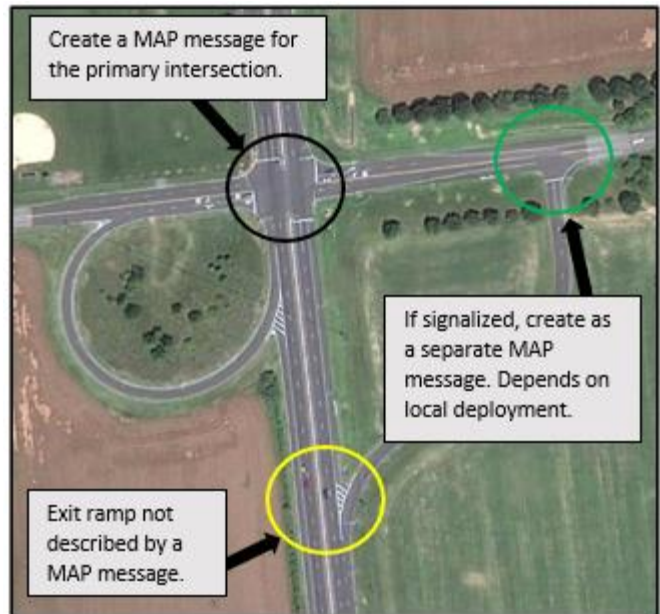 Create a MAP message for
the primary intersection.
If signalized, create as
a separate MAP
message. Depends on
local deployment.
Exit ramp not
described by a
MAP message.